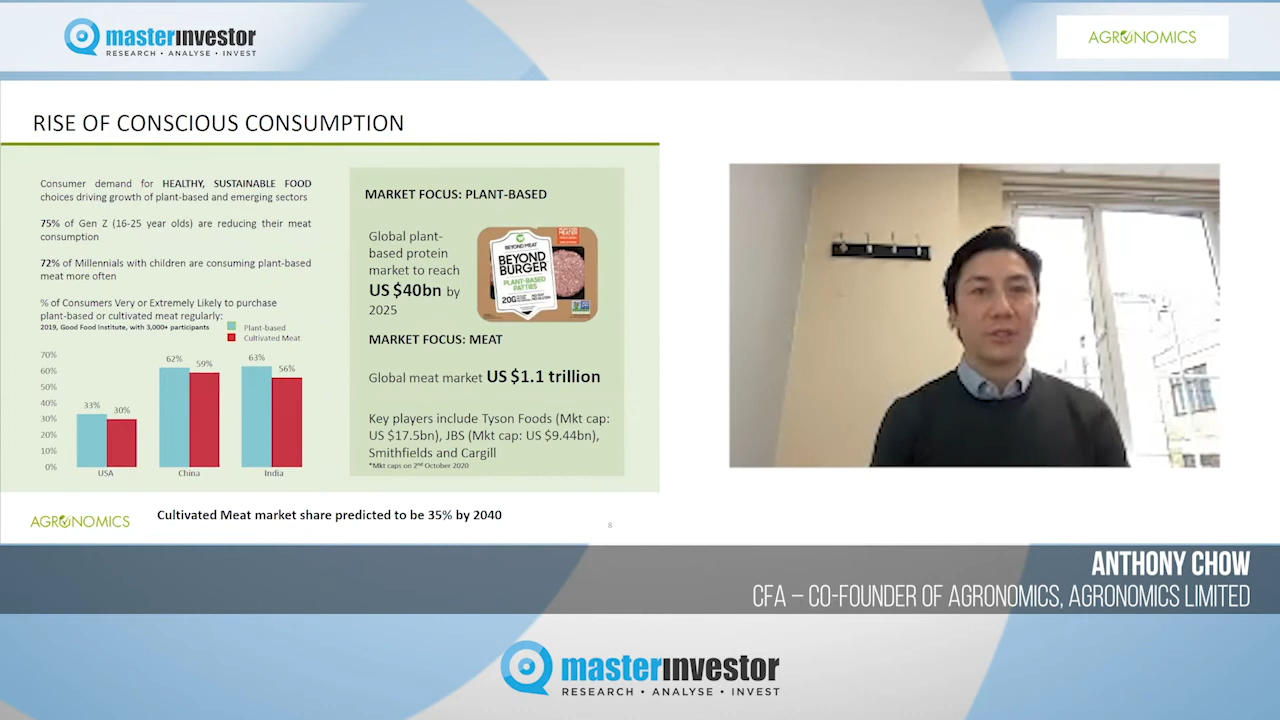 masterinvestor
RESEARCH • ANALYSE • INVEST
AGRONOMICS
RISE OF CONSCIOUS CONSUMPTION
Consumer demand for HEALTHY, SUSTAINABLE FOOD
choices driving growth of plant-based and emerging sectors
75% of Gen Z (16-25 year olds) are reducing their meat
consumption
72% of Millennials with children are consuming plant-based
meat more often
% of Consumers Very or Extremely Likely to purchase
plant-based or cultivated meat regularly:
2019, Good Food Institute, with 3,000+ participants
Plant-based
Cultivated Meat
70%
60%
50%
40%
30%
20%
10%
0%
33%
30%
62%
59%
63%
56%
USA
China
India
MARKET FOCUS: PLANT-BASED
Global plant-
based protein
market to reach
US $40bn by
2025
BEYOND MEAT
BEYOND
BURGER
PLANT-BASED
PATTIES
20G
MARKET FOCUS: MEAT
Global meat market US $1.1 trillion
Key players include Tyson Foods (Mkt cap:
US $17.5bn), JBS (Mkt cap: US $9.44bn),
Smithfields and Cargill
*Mkt caps on 2nd October 2020
AGRONOMICS
Cultivated Meat market share predicted to be 35% by 2040
8
ANTHONY CHOW
CFA – CO-FOUNDER OF AGRONOMICS, AGRONOMICS LIMITED
masterinvestor
RESEARCH • ANALYSE • INVEST